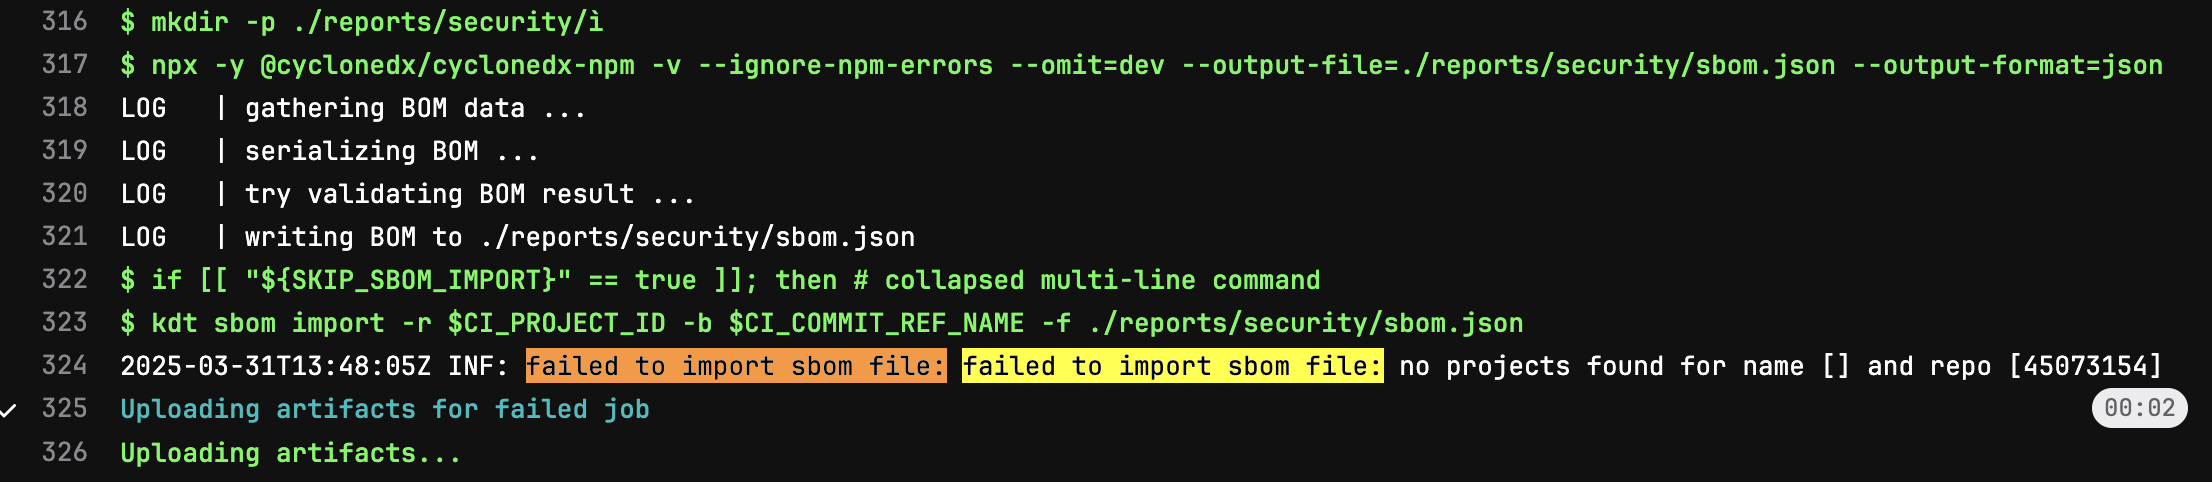 316 $ mkdir -p ./reports/security/ì
317 $ npx -y @cyclonedx/cyclonedx-npm -v --ignore-npm-errors --omit=dev --output-file=./reports/security/sbom.json --output-format=json
318 LOG   | gathering BOM data ...
319 LOG   | serializing BOM ...
320 LOG   | try validating BOM result ...
321 LOG   | writing BOM to ./reports/security/sbom.json
322 $ if [[ "${SKIP_SBOM_IMPORT}" == true ]]; then # collapsed multi-line command
323 $ kdt sbom import -r $CI_PROJECT_ID -b $CI_COMMIT_REF_NAME -f ./reports/security/sbom.json
324 2025-03-31T13:48:05Z INF: failed to import sbom file: failed to import sbom file: no projects found for name [] and repo [45073154]
325 Uploading artifacts for failed job 00:02
326 Uploading artifacts...